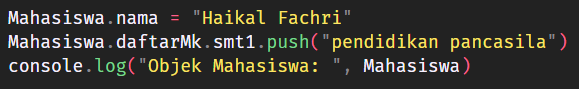 Mahasiswa.nama = "Haikal Fachri"
Mahasiswa.daftarMk.smt1.push("pendidikan pancasila")
console.log("Objek Mahasiswa: ", Mahasiswa)